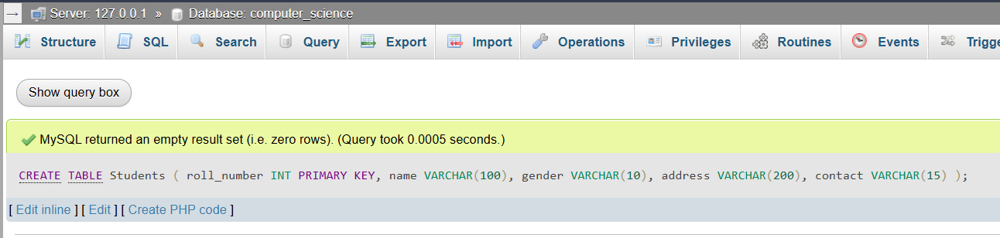 Server: 127.0.0.1 » Database: computer_science
Structure SQL Search Query Export Import Operations Privileges Routines Events Trigge
Show query box
MySQL returned an empty result set (i.e. zero rows). (Query took 0.0005 seconds.)
CREATE TABLE Students ( roll_number INT PRIMARY KEY, name VARCHAR(100), gender VARCHAR(10), address VARCHAR(200), contact VARCHAR(15) );
[ Edit inline ] [ Edit ] [ Create PHP code ]